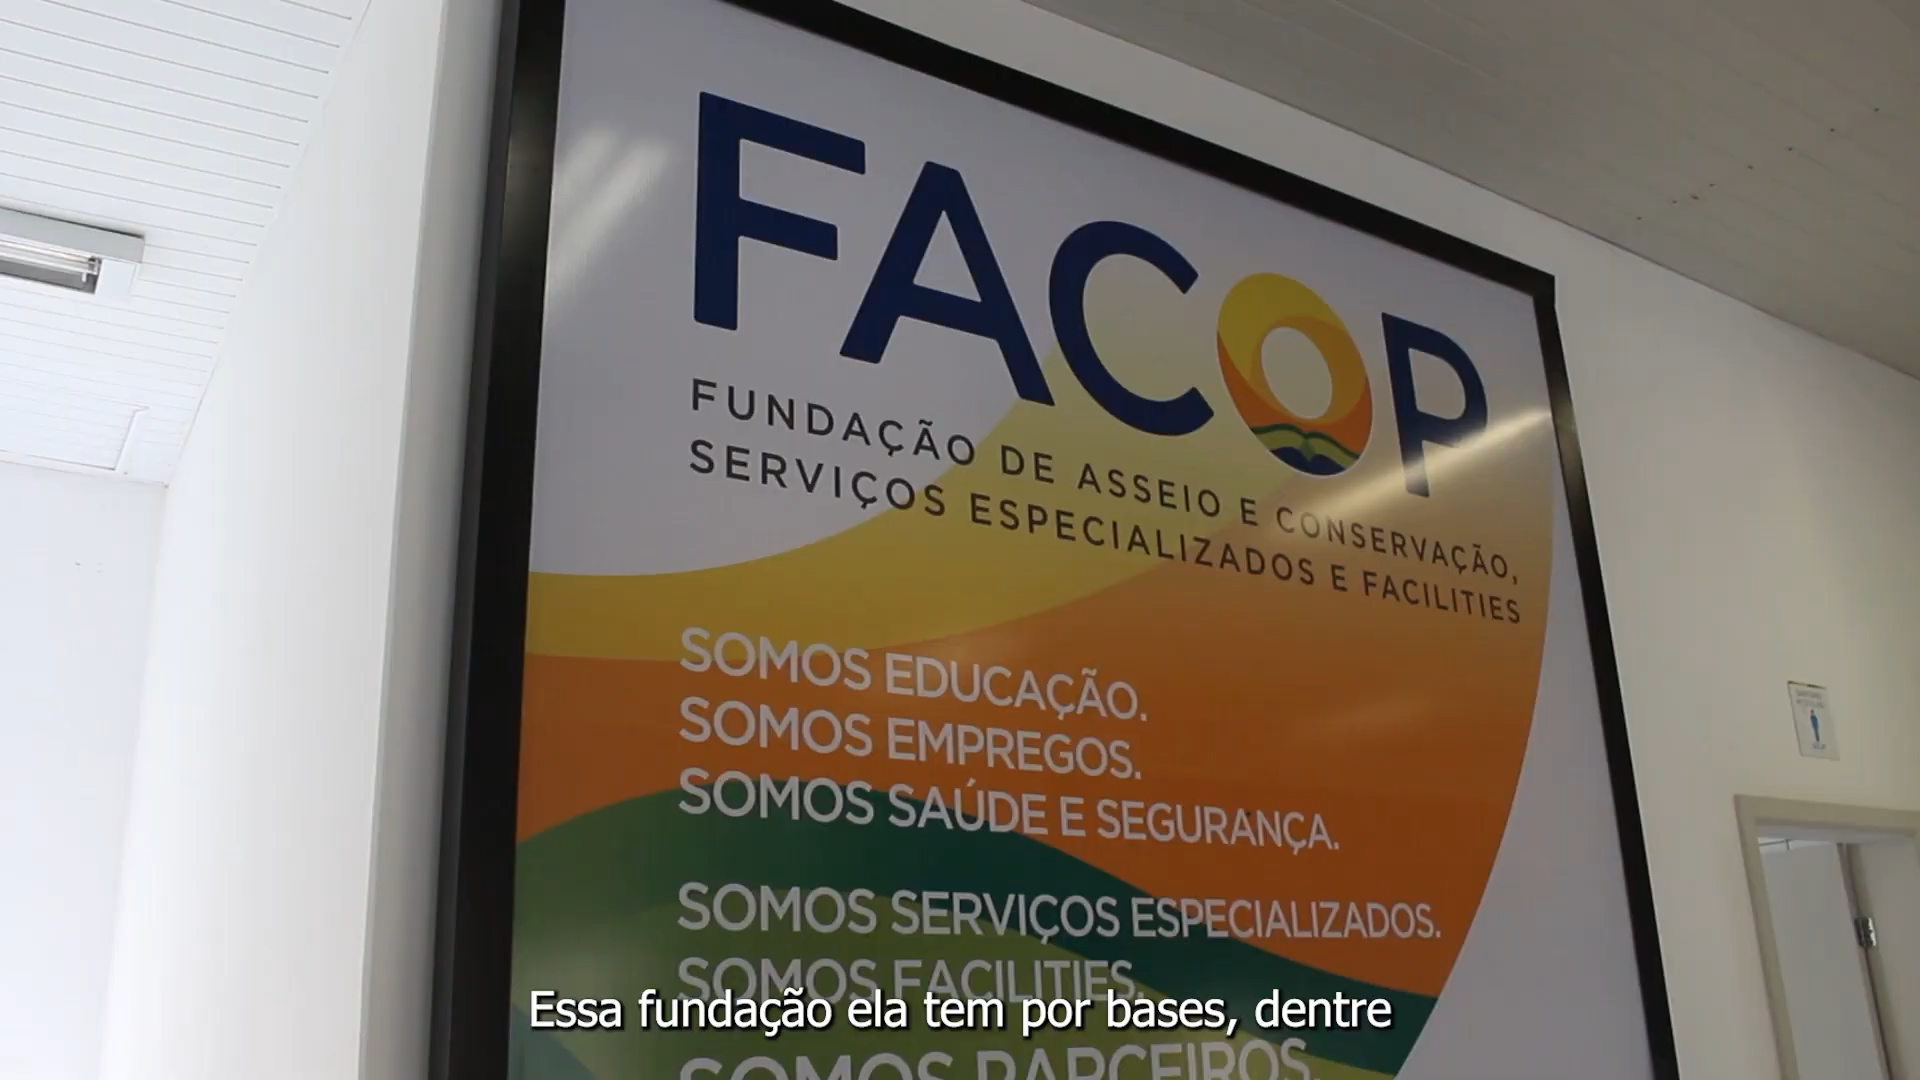 FACOP
FUNDAÇÃO DE ASSEIO E CONSERVAÇÃO,
SERVIÇOS ESPECIALIZADOS E FACILITIES
SOMOS EDUCAÇÃO.
SOMOS EMPREGOS.
SOMOS SAÚDE E SEGURANÇA.
SOMOS SERVIÇOS ESPECIALIZADOS.
SOMOS FACILITIES.
Essa fundação ela tem por bases, dentre
SOMOS PARCEIROS.